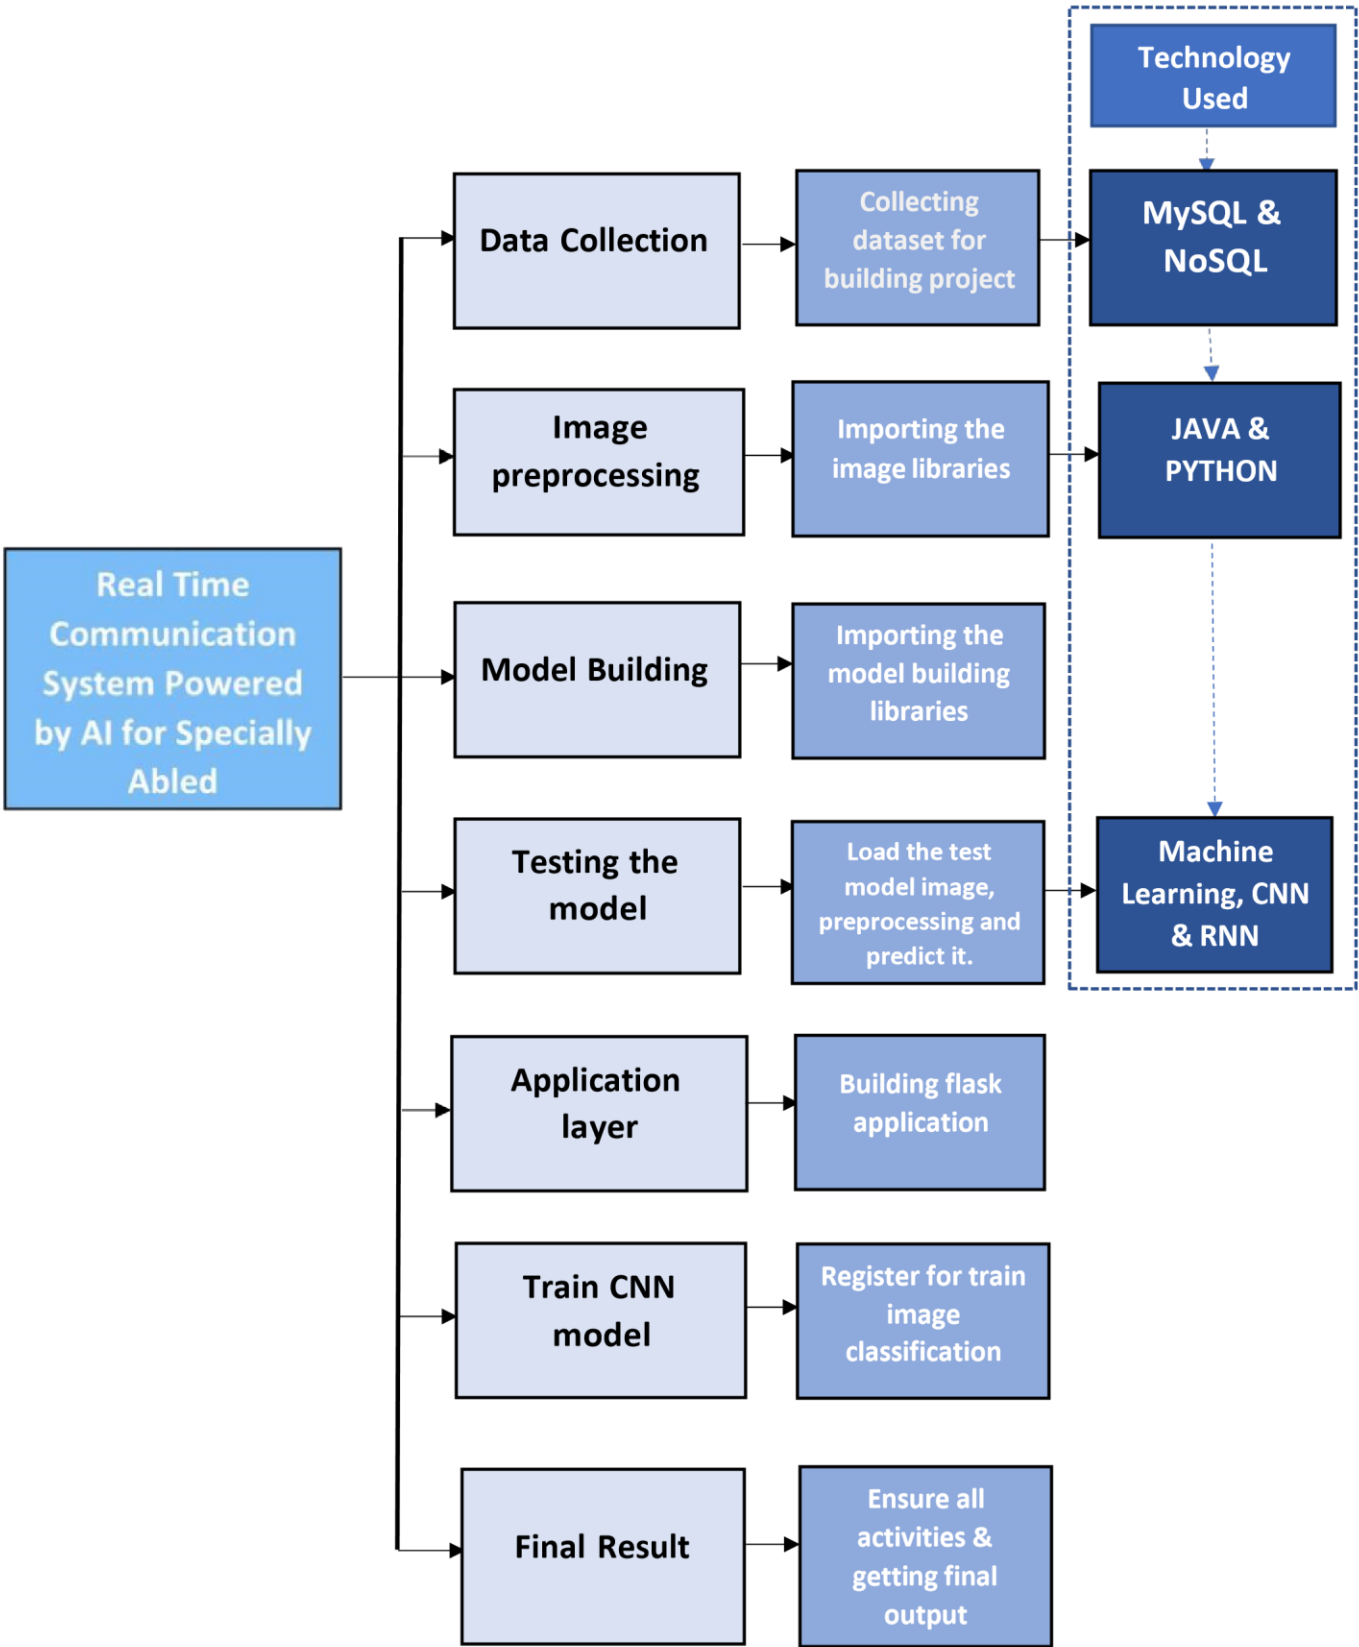 Technology
Used
Data Collection
Collecting
dataset for
building project
MySQL &
NoSQL
Image
preprocessing
Importing the
image libraries
JAVA &
PYTHON
Real Time
Communication
System Powered
by AI for Specially
Abled
Model Building
Importing the
model building
libraries
Testing the
model
Load the test
model image,
preprocessing and
predict it.
Machine
Learning, CNN
& RNN
Application
layer
Building flask
application
Train CNN
model
Register for train
image
classification
Final Result
Ensure all
activities &
getting final
output